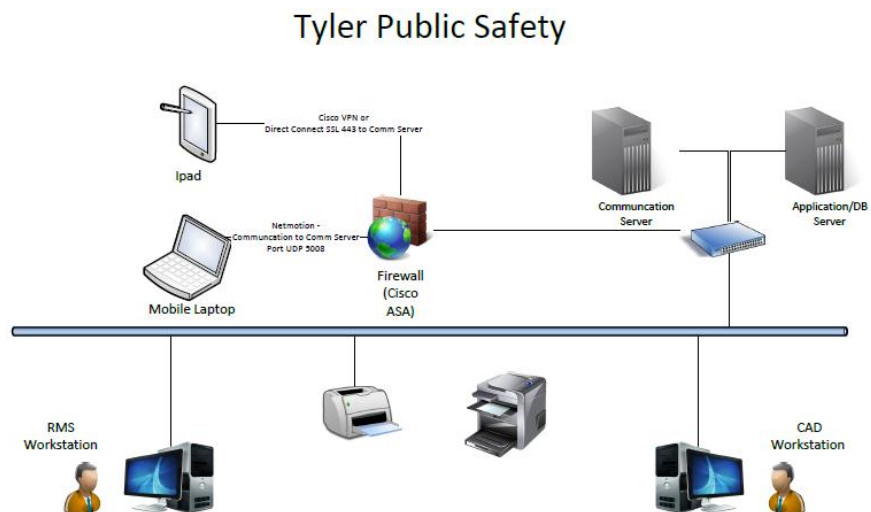 Tyler Public Safety
Cisco VPN or
Direct Connect SSL 443 to Comm Server
Ipad
Communcation
Server
Application/DB
Server
Netmotion -
Communcation to Comm Server
Port UDP 5008
Firewall
(Cisco
ASA)
Mobile Laptop
RMS
Workstation
CAD
Workstation